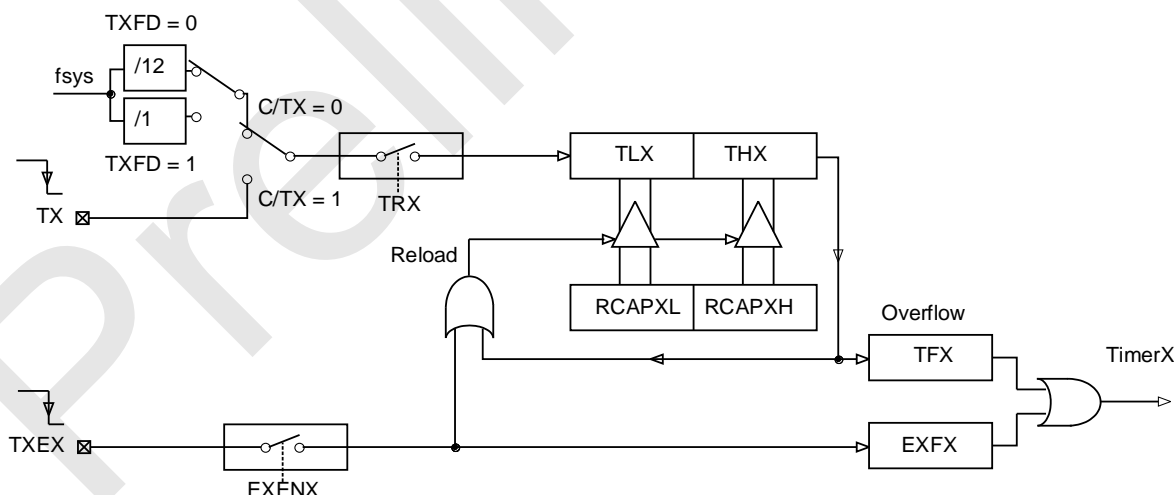 TXFD = 0
/12
fsys
C/TX = 0
/1
TXFD = 1
TLX
THX
C/TX = 1
TX
TRX
Reload
RCAPXL
RCAPXH
Overflow
TFX
TimerX
TXEX
EXFX
EXENX